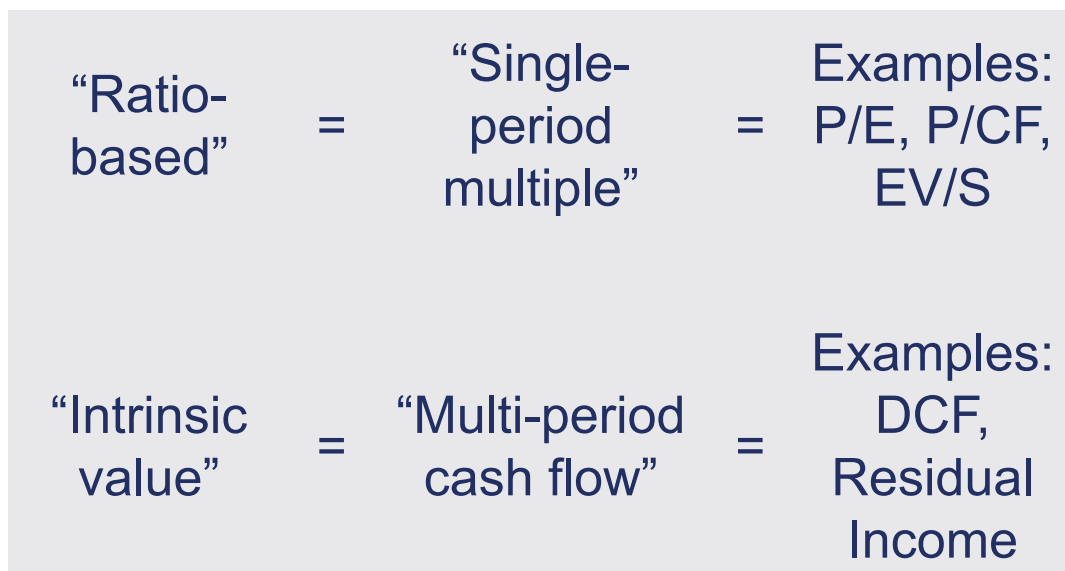 “Ratio-
based”
=
“Single-
period
multiple”
=
Examples:
P/E, P/CF,
EV/S
“Intrinsic
value”
=
“Multi-period
cash flow”
=
Examples:
DCF,
Residual
Income